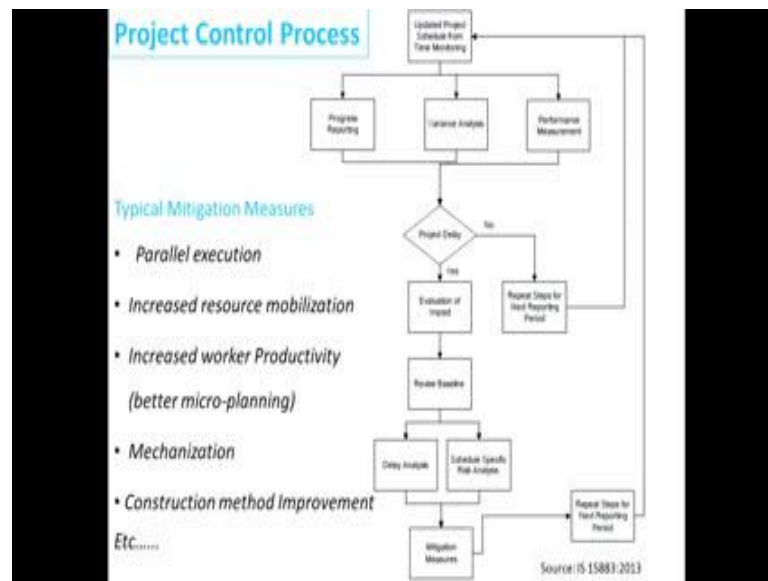 Project Control Process
Updated Project
Schedule from
Time Monitoring
Progress
Reporting
Variance Analysis
Performance
Measurement
Typical Mitigation Measures
• Parallel execution
• Increased resource mobilization
• Increased worker Productivity
(better micro-planning)
• Mechanization
• Construction method Improvement
Etc......
Project Delay
No
Yes
Evaluation of
Impact
Repeat Steps for
Next Reporting
Period
Review Baseline
Delay Analysis
Schedule Specific
Risk Analysis
Mitigation
Measures
Repeat Steps for
Next Reporting
Period
Source: IS 15883:2013